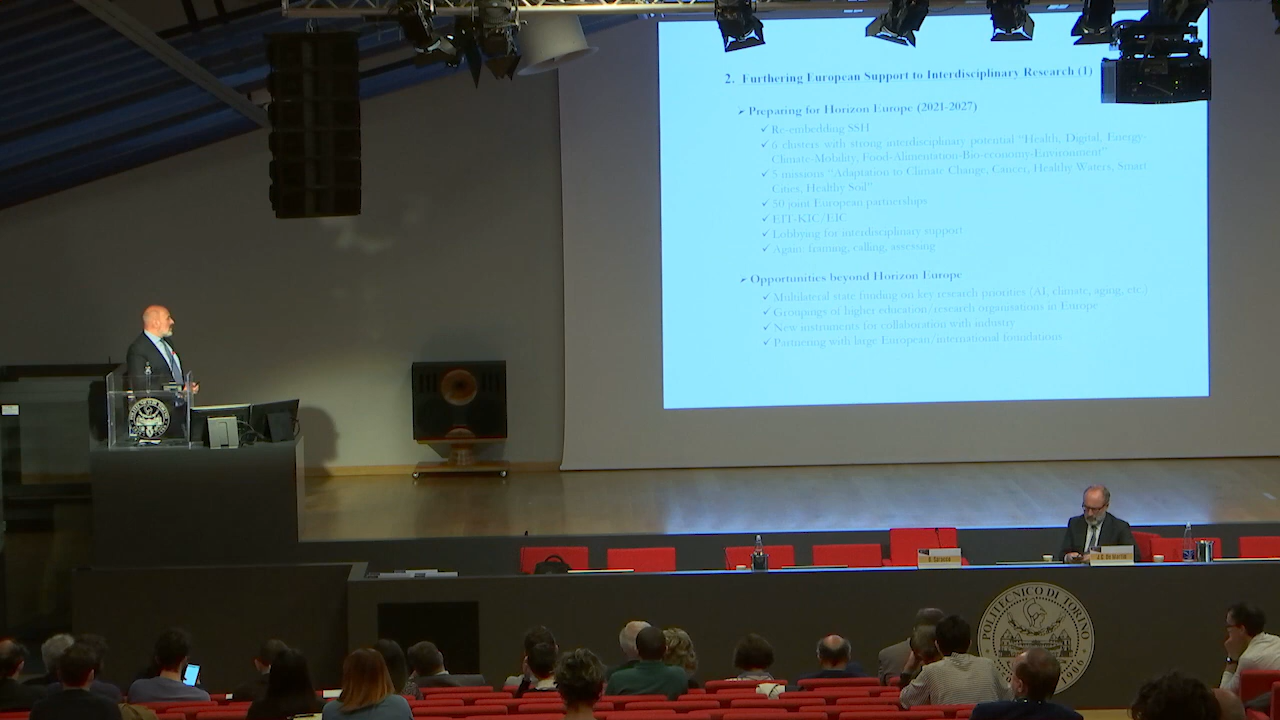 2. Furthering European Support to Interdisciplinary Research (1)
➢ Preparing for Horizon Europe (2021-2027)
✓ Re-embedding SSH
✓ 6 clusters with strong interdisciplinary potential "Health, Digital, Energy-
Climate-Mobility, Food-Alimentation-Bio-economy-Environment"
✓ 5 missions "Adaptation to Climate Change, Cancer, Healthy Waters, Smart
Cities, Healthy Soil"
✓ 50 joint European partnerships
✓ EIT-KIC/EIC
✓ Lobbying for interdisciplinary support
✓ Again: framing, calling, assessing
➢ Opportunities beyond Horizon Europe
✓ Multilateral state funding on key research priorities (AI, climate, aging, etc.)
✓ Groupings of higher education/research organisations in Europe
✓ New instruments for collaboration with industry
✓ Partnering with large European/international foundations
J.C. De Martin
POLITECNICO DI TORINO